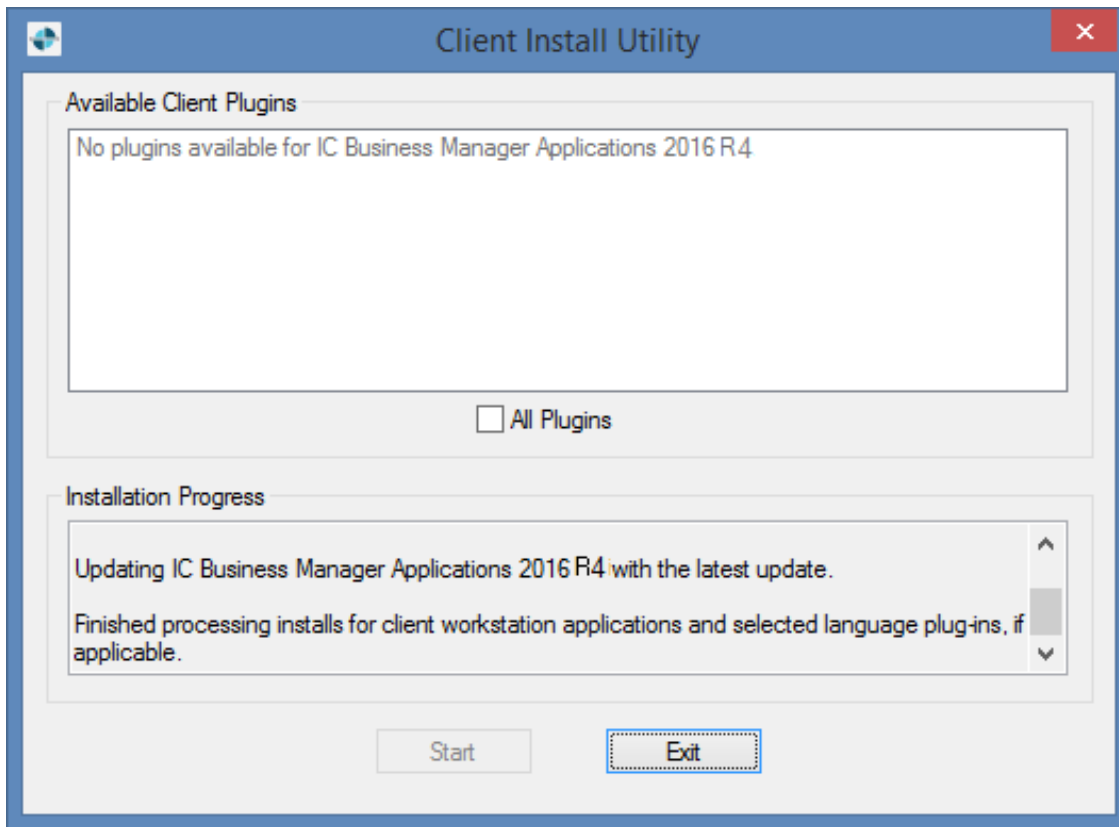 Client Install Utility
Available Client Plugins
No plugins available for IC Business Manager Applications 2016 R4
All Plugins
Installation Progress
Updating IC Business Manager Applications 2016 R4 with the latest update.
Finished processing installs for client workstation applications and selected language plug-ins, if
applicable.
Start
Exit